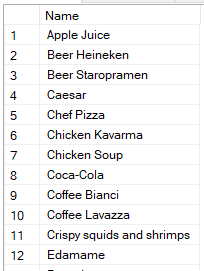 Name
1 Apple Juice
2 Beer Heineken
3 Beer Staropramen
4 Caesar
5 Chef Pizza
6 Chicken Kavarma
7 Chicken Soup
8 Coca-Cola
9 Coffee Bianci
10 Coffee Lavazza
11 Crispy squids and shrimps
12 Edamame